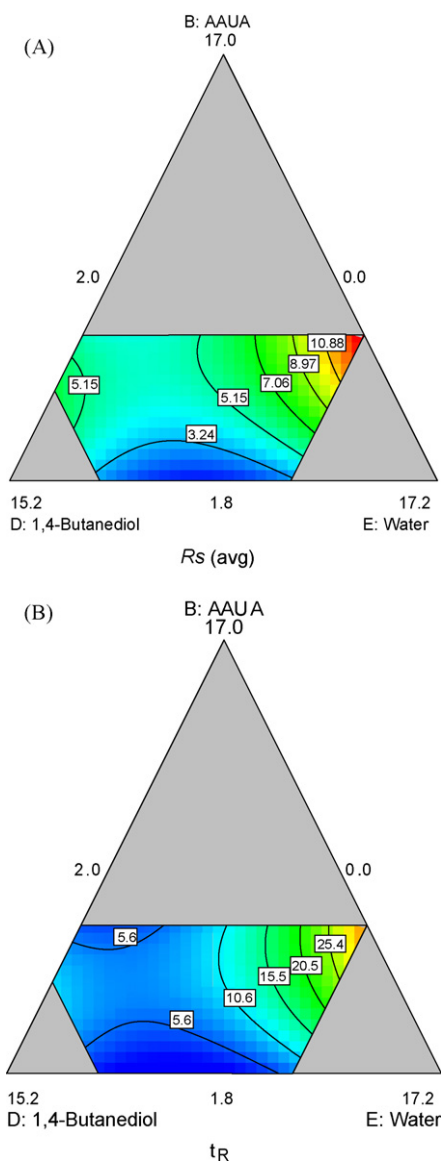 (A)
B: AAUA
17.0
2.0 0.0
10.88
8.97
5.15 7.06
5.15
3.24
15.2 1.8 17.2
D: 1,4-Butanediol E: Water
Rs (avg)
(B)
B: AAUA
17.0
2.0 0.0
5.6
25.4
20.5
15.5
10.6
5.6
15.2 1.8 17.2
D: 1,4-Butanediol E: Water
tR